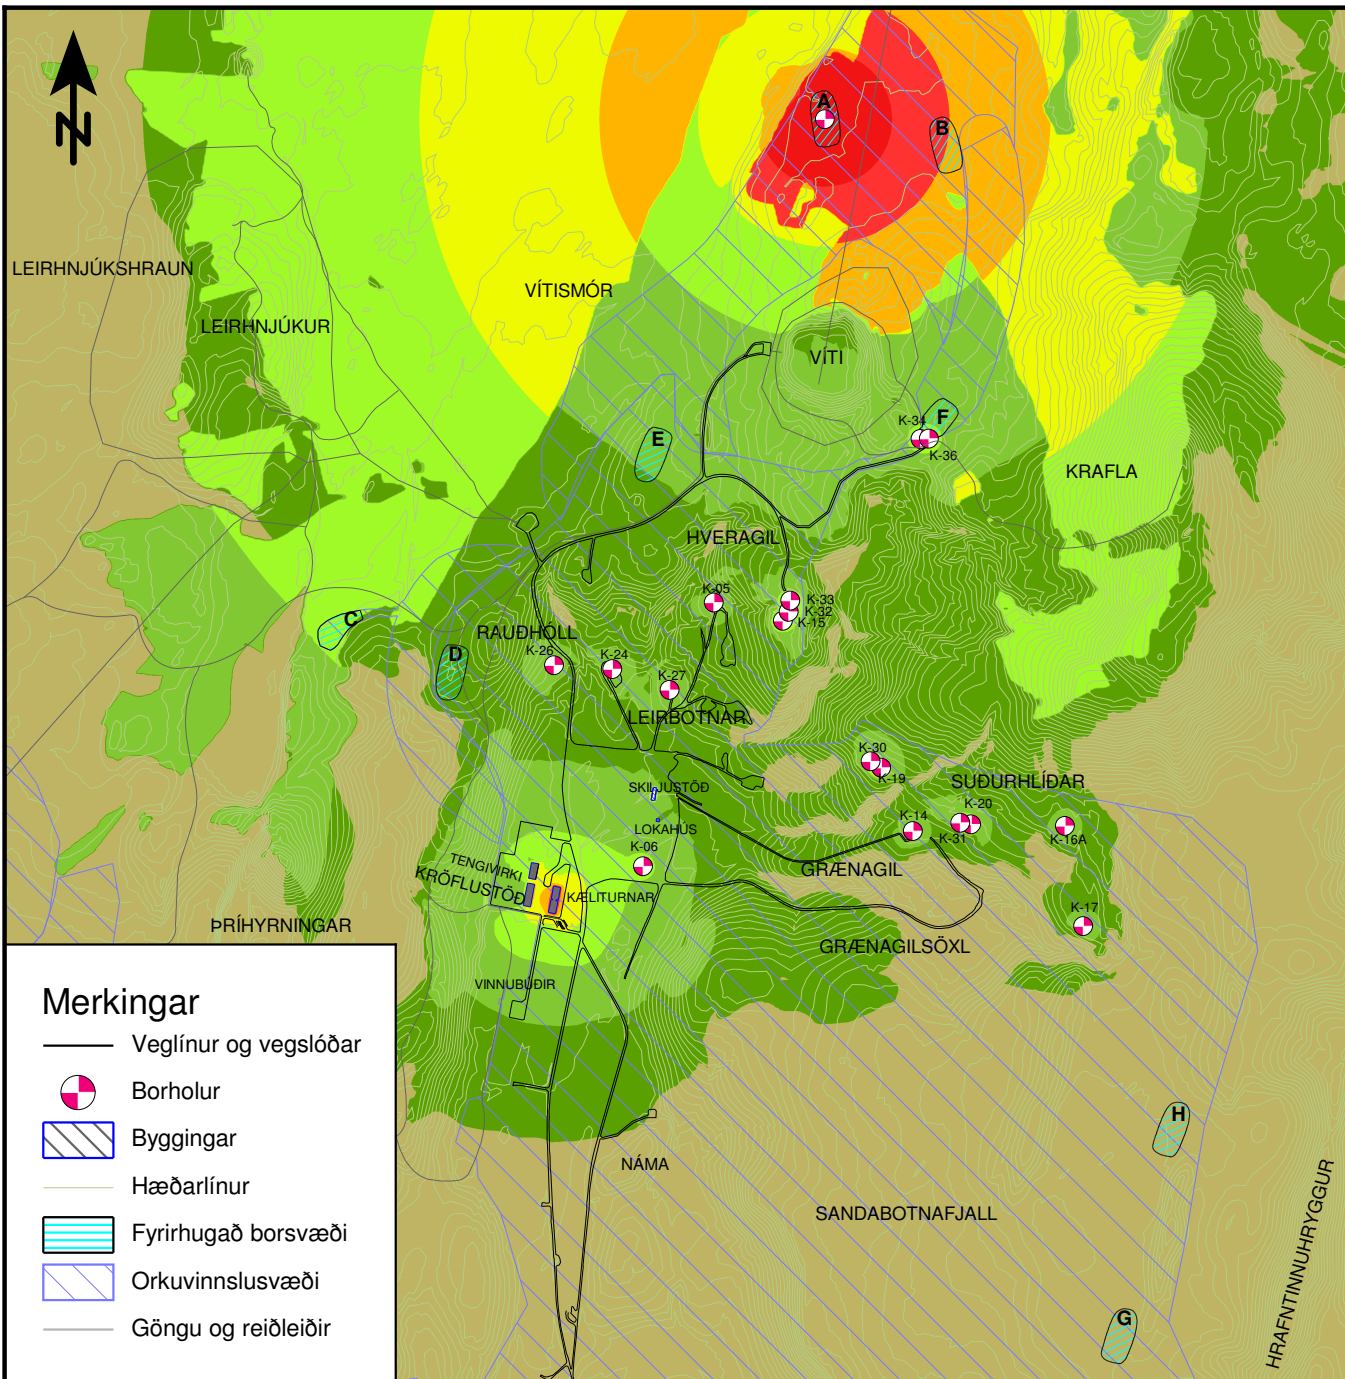 A
B
LEIRHNJÚKSHRAUN
VÍTISMÓR
LEIRHNJÚKUR
VÍTI
F
K-34
K-36
E
KRAFLA
HVERAGIL
K-05
K-33
K-32
K-15
C
RAUÐHÓLL
D
K-26
K-24
K-27
LEIRBOTNAR
K-30
K-19
SUÐURHLÍÐAR
SKILJUSTÖÐ
K-20
K-14
K-31
K-16A
LOKAHÚS
K-06
TENGIVIRKI
KRÖFLUSTÖÐ
KÆLITURNAR
GRÆNAGIL
K-17
ÞRÍHYRNINGAR
GRÆNAGILSÖXL
VINNUBÚÐIR
H
NÁMA
SANDABOTNAFJALL
HRAFNTINNUHRYGGUR
G
Merkingar
Veglínur og vegslóðar
Borholur
Byggingar
Hæðarlínur
Fyrirhugað borsvæði
Orkuvinnslusvæði
Göngu og reiðleiðir
N